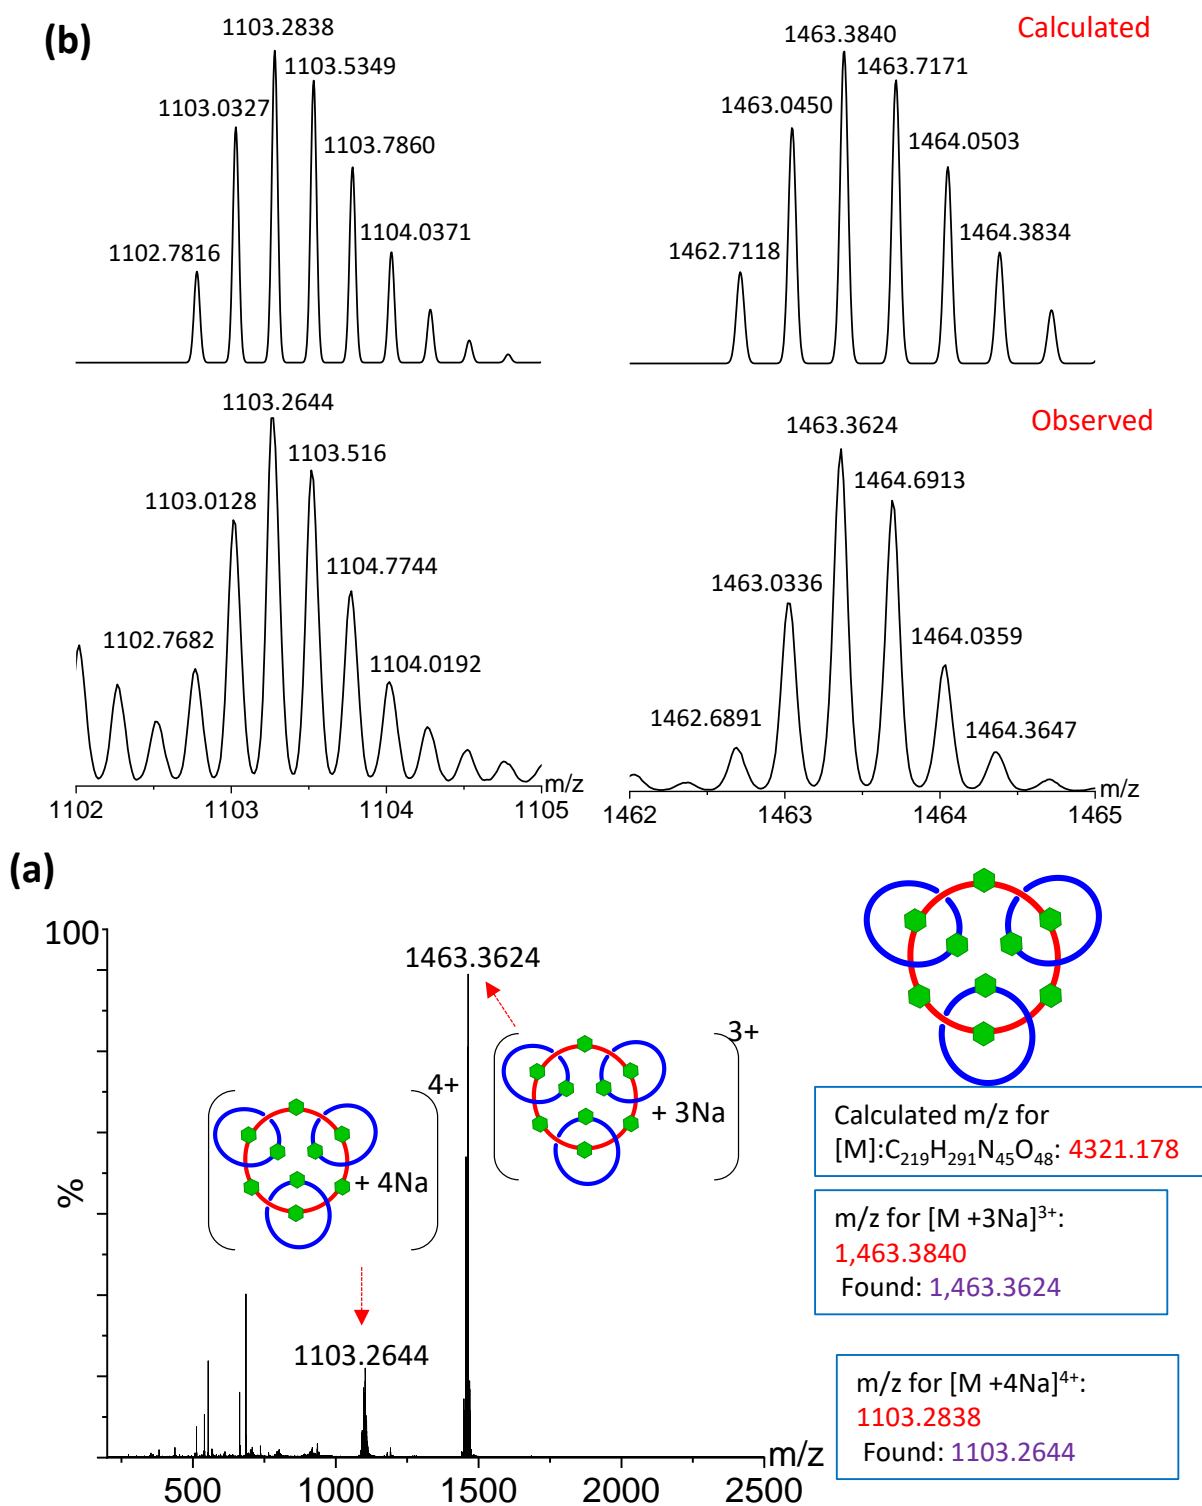 (b)
Calculated
1103.2838
1103.5349
1103.0327
1103.7860
1104.0371
1102.7816
1463.3840
1463.7171
1463.0450
1464.0503
1464.3834
1462.7118
Observed
1103.2644
1103.516
1103.0128
1104.7744
1102.7682
1104.0192
m/z
1102 1103 1104 1105
1463.3624
1464.6913
1463.0336
1464.0359
1462.6891
1464.3647
m/z
1462 1463 1464 1465
(a)
100
%
1463.3624
3+
+ 3Na
4+
+ 4Na
1103.2644
m/z
500 1000 1500 2000 2500
Calculated m/z for
[M]:C₂₁₉H₂₉₁N₄₅O₄₈: 4321.178
m/z for [M +3Na]³⁺:
1,463.3840
Found: 1,463.3624
m/z for [M +4Na]⁴⁺:
1103.2838
Found: 1103.2644